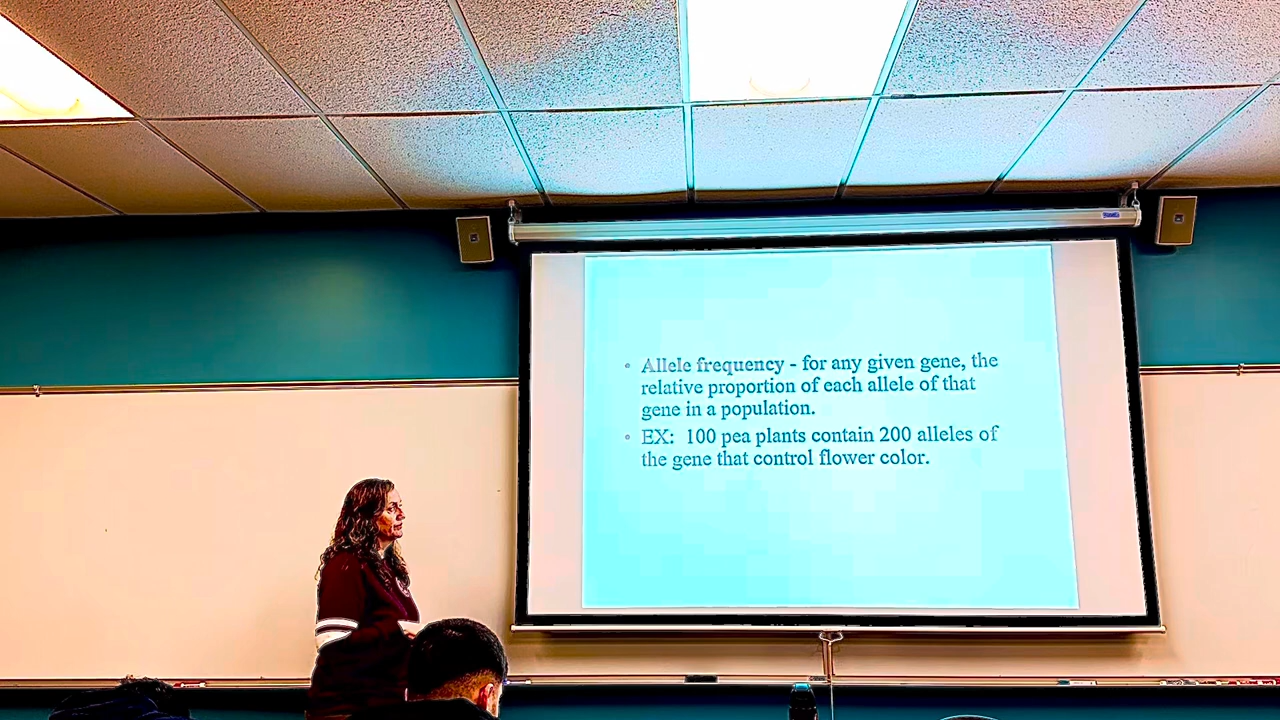 • Allele frequency - for any given gene, the
relative proportion of each allele of that
gene in a population.
• EX: 100 pea plants contain 200 alleles of
the gene that control flower color.